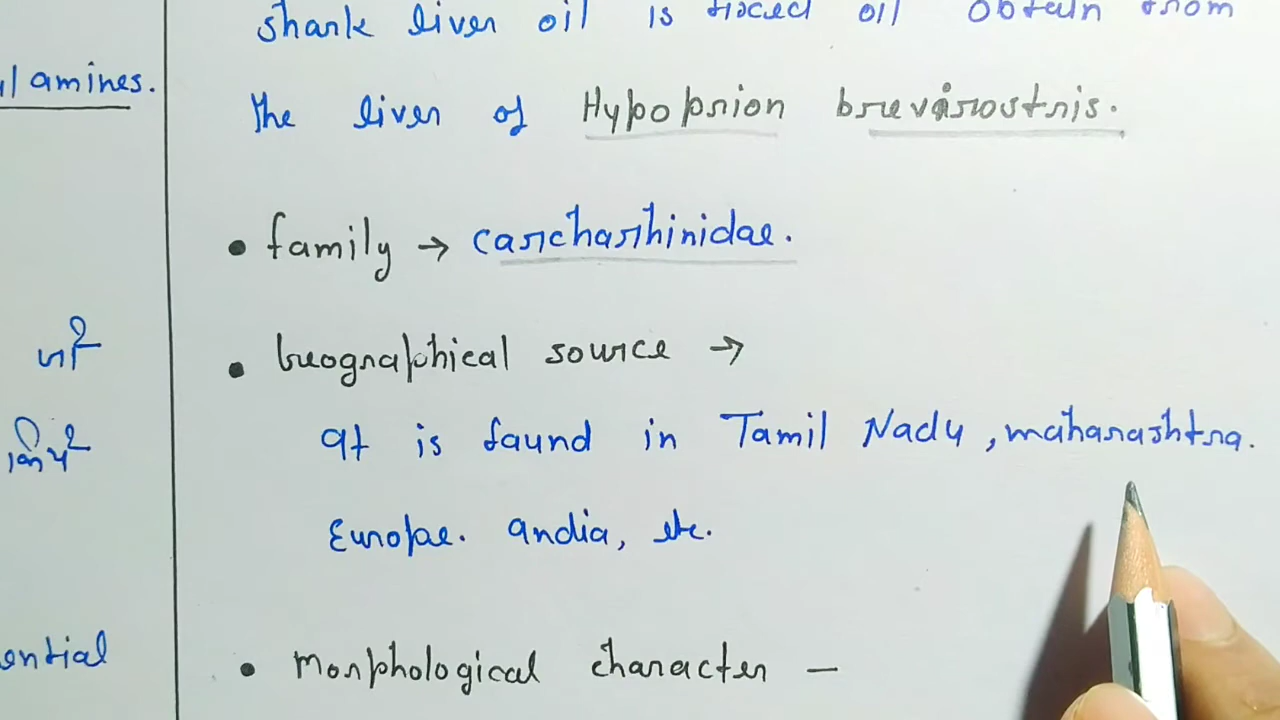 shark liver oil is fixed oil obtain from
the liver of Hypoprion brevirostris.
l amines.
• family → carcharhinidae.
• Geographical source →
It is faund in Tamil Nadu, maharashtra.
Europe. India, etc.
ential
• morphological character –